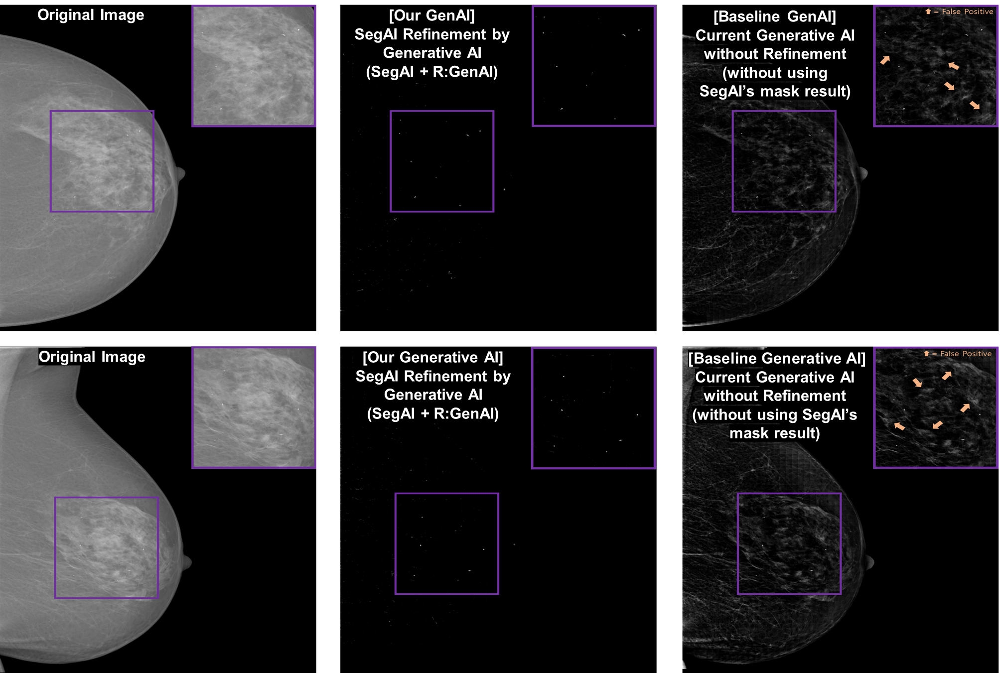 Original Image
[Our GenAI]
SegAI Refinement by
Generative AI
(SegAI + R:GenAI)
[Baseline GenAI]
Current Generative AI
without Refinement
(without using
SegAI’s mask result)
= False Positive
Original Image
[Our Generative AI]
SegAI Refinement by
Generative AI
(SegAI + R:GenAI)
[Baseline Generative AI]
Current Generative AI
without Refinement
(without using SegAI’s
mask result)
= False Positive